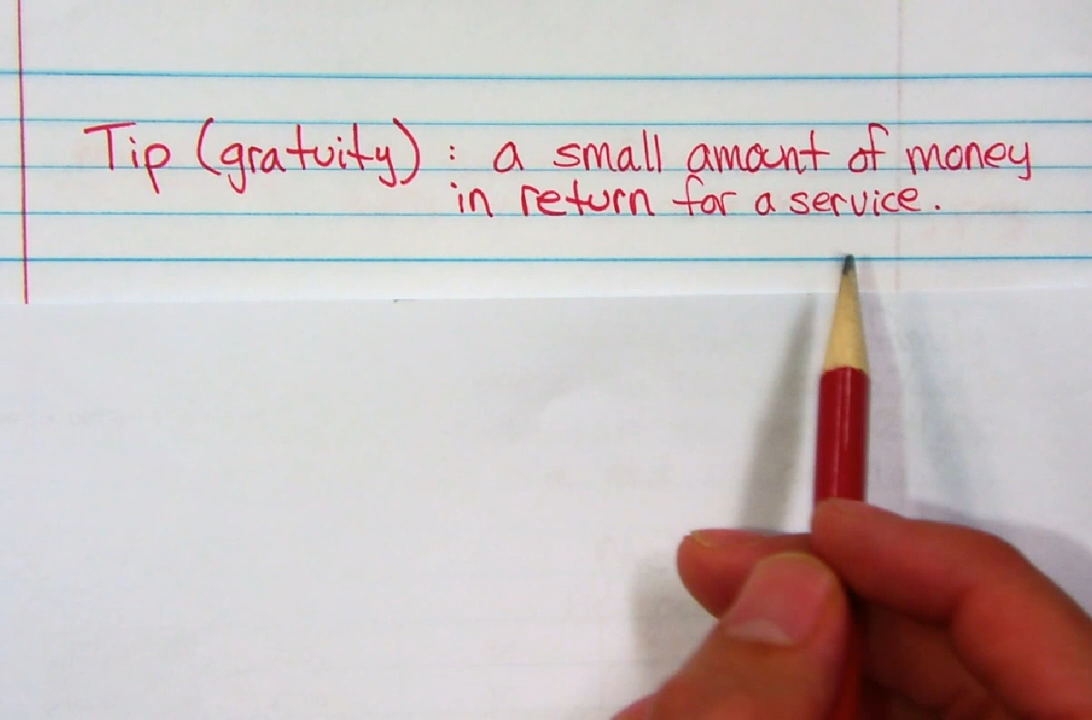 Tip (gratuity) : a small amount of money
in return for a service.